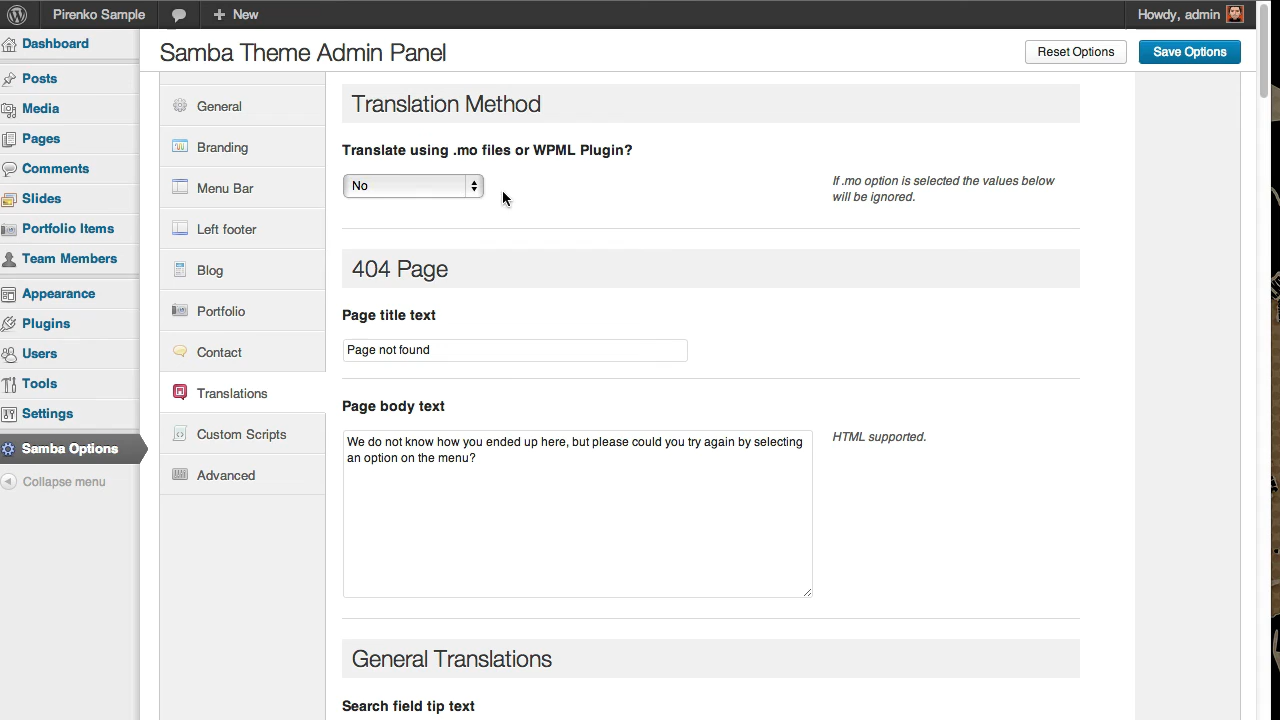 Pirenko Sample
New
Howdy, admin
Dashboard
Posts
Media
Pages
Comments
Slides
Portfolio Items
Team Members
Appearance
Plugins
Users
Tools
Settings
Samba Options
Collapse menu
Samba Theme Admin Panel
Reset Options
Save Options
General
Branding
Menu Bar
Left footer
Blog
Portfolio
Contact
Translations
Custom Scripts
Advanced
Translation Method
Translate using .mo files or WPML Plugin?
No
If .mo option is selected the values below
will be ignored.
404 Page
Page title text
Page not found
Page body text
We do not know how you ended up here, but please could you try again by selecting
an option on the menu?
HTML supported.
General Translations
Search field tip text